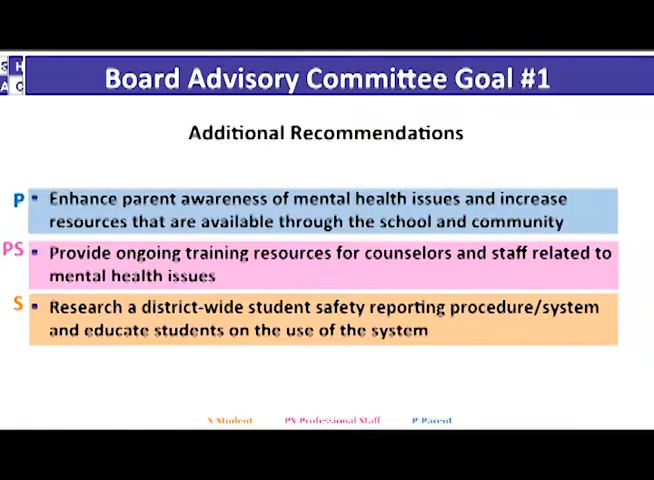 S H
A C
Board Advisory Committee Goal #1
Additional Recommendations
P • Enhance parent awareness of mental health issues and increase
resources that are available through the school and community
PS • Provide ongoing training resources for counselors and staff related to
mental health issues
S • Research a district-wide student safety reporting procedure/system
and educate students on the use of the system
S-Student PS-Professional Staff P-Parent